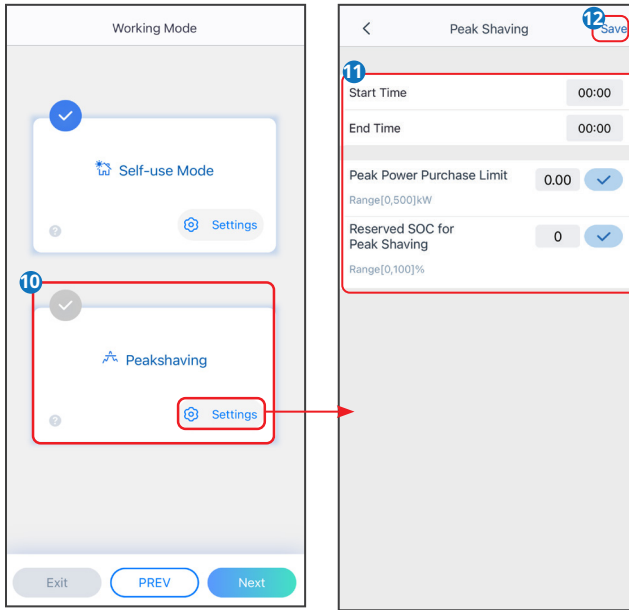 Working Mode
Self-use Mode
?
Settings
10
Peakshaving
?
Settings
Exit
PREV
Next
Peak Shaving
12
Save
11
Start Time
00:00
End Time
00:00
Peak Power Purchase Limit
0.00
Range[0,500]kW
Reserved SOC for
Peak Shaving
0
Range[0,100]%